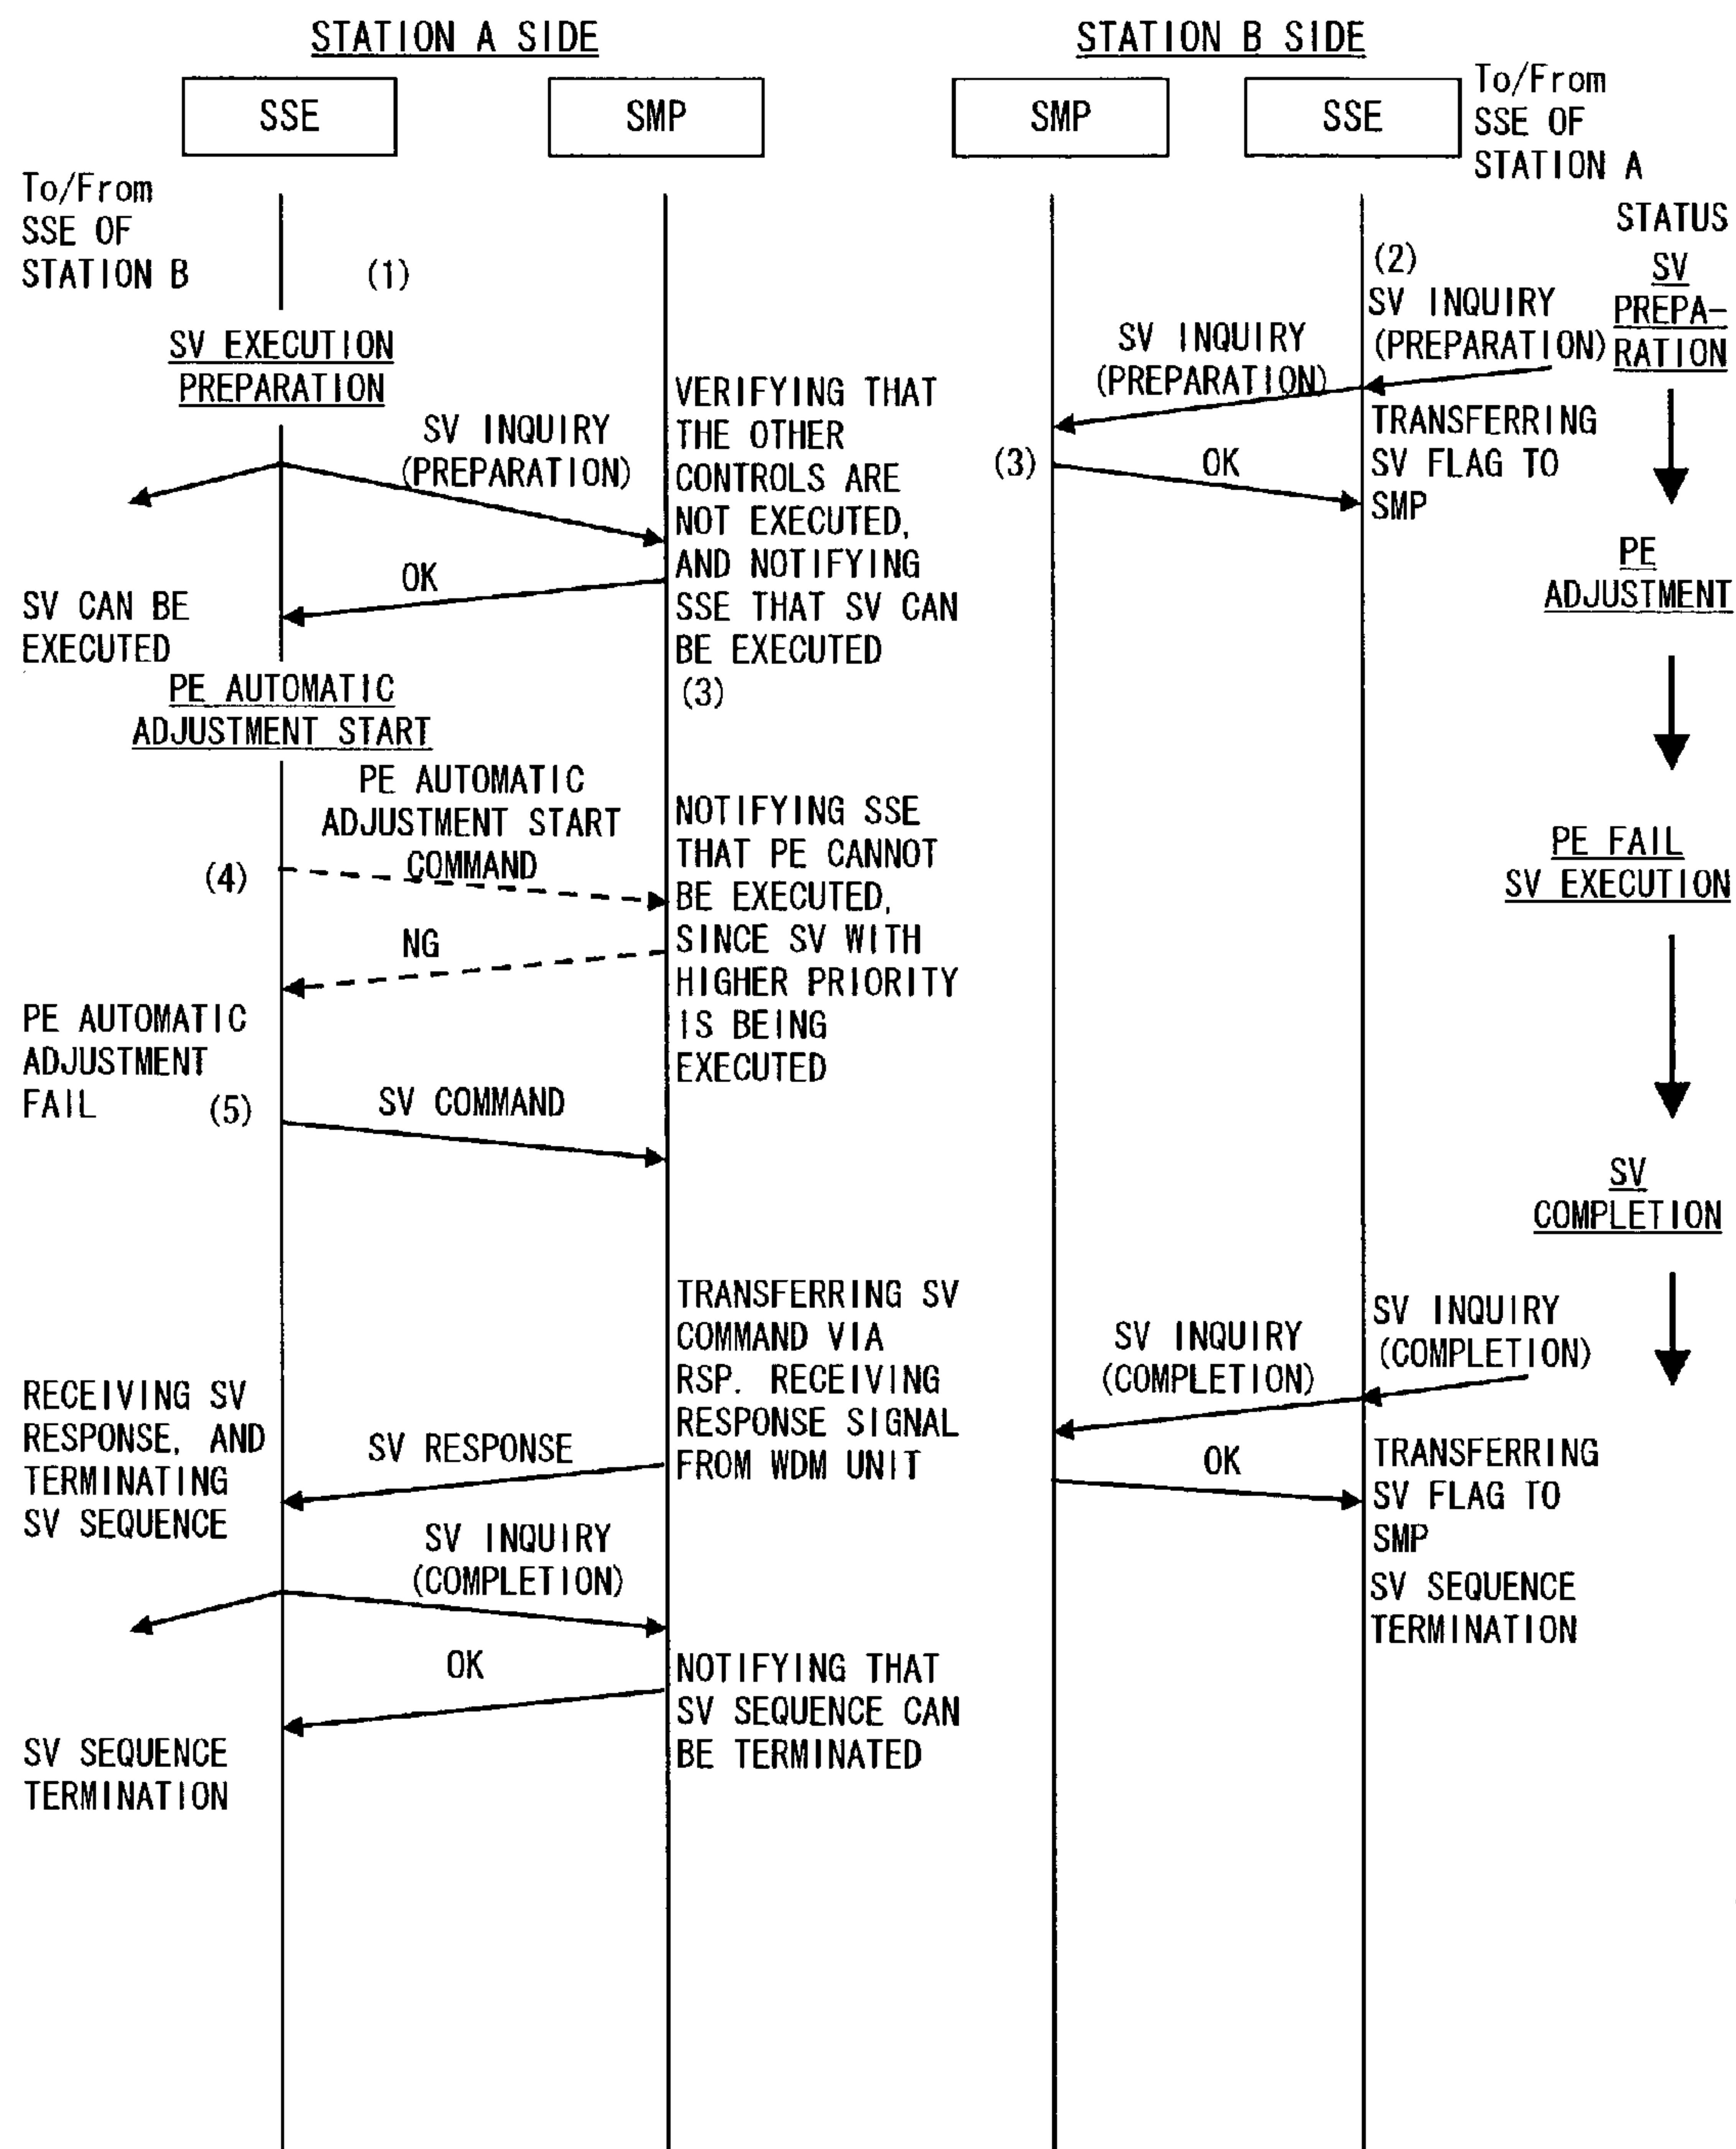 STATION A SIDE
STATION B SIDE
SSE
SMP
SMP
SSE
To/From
SSE OF
STATION A
To/From
SSE OF
STATION B
(1)
SV EXECUTION
PREPARATION
SV INQUIRY
(PREPARATION)
VERIFYING THAT
THE OTHER
CONTROLS ARE
NOT EXECUTED,
AND NOTIFYING
SSE THAT SV CAN
BE EXECUTED
(3)
OK
SV CAN BE
EXECUTED
PE AUTOMATIC
ADJUSTMENT START
PE AUTOMATIC
ADJUSTMENT START
COMMAND
(4)
NOTIFYING SSE
THAT PE CANNOT
BE EXECUTED,
SINCE SV WITH
HIGHER PRIORITY
IS BEING
EXECUTED
NG
PE AUTOMATIC
ADJUSTMENT
FAIL
(5)
SV COMMAND
TRANSFERRING SV
COMMAND VIA
RSP. RECEIVING
RESPONSE SIGNAL
FROM WDM UNIT
RECEIVING SV
RESPONSE, AND
TERMINATING
SV SEQUENCE
SV RESPONSE
SV INQUIRY
(COMPLETION)
OK
NOTIFYING THAT
SV SEQUENCE CAN
BE TERMINATED
SV SEQUENCE
TERMINATION
(2)
SV INQUIRY
(PREPARATION)
SV INQUIRY
(PREPARATION)
(3)
OK
TRANSFERRING
SV FLAG TO
SMP
SV INQUIRY
(COMPLETION)
SV INQUIRY
(COMPLETION)
OK
TRANSFERRING
SV FLAG TO
SMP
SV SEQUENCE
TERMINATION
STATUS
SV
PREPA-
RATION
PE
ADJUSTMENT
PE FAIL
SV EXECUTION
SV
COMPLETION